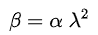 β = α λ²